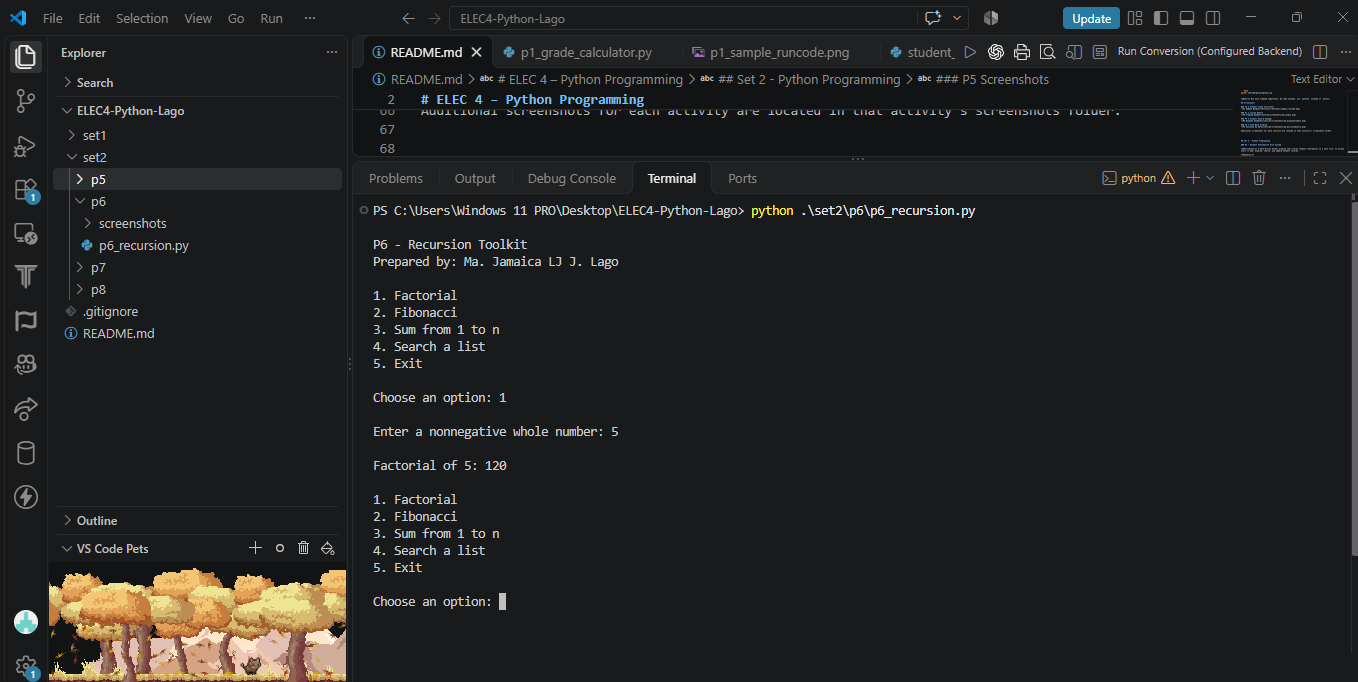 File Edit Selection View Go Run ···
ELEC4-Python-Lago
Update
Explorer
Search
ELEC4-Python-Lago
set1
set2
p5
p6
screenshots
p6_recursion.py
p7
p8
.gitignore
README.md
Outline
VS Code Pets
1
1
README.md p1_grade_calculator.py p1_sample_runcode.png student_ Run Conversion (Configured Backend)
README.md > abc # ELEC 4 – Python Programming > abc ## Set 2 - Python Programming > abc ### P5 Screenshots Text Editor
2 # ELEC 4 – Python Programming
66 Additional screenshots for each activity are located in that activity's screenshots folder.
67
68
Problems Output Debug Console Terminal Ports python
PS C:\Users\Windows 11 PRO\Desktop\ELEC4-Python-Lago> python .\set2\p6\p6_recursion.py
P6 - Recursion Toolkit
Prepared by: Ma. Jamaica LJ J. Lago
1. Factorial
2. Fibonacci
3. Sum from 1 to n
4. Search a list
5. Exit
Choose an option: 1
Enter a nonnegative whole number: 5
Factorial of 5: 120
1. Factorial
2. Fibonacci
3. Sum from 1 to n
4. Search a list
5. Exit
Choose an option: